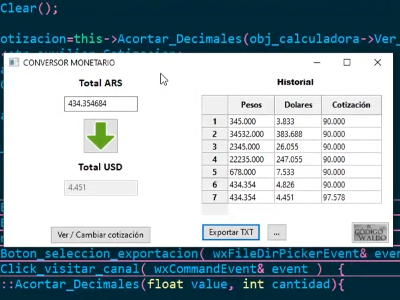 Clear();
otizacion=this->Acortar_Decimales(obj_calculadora->Ver_
CONVERSOR MONETARIO
Total ARS
434.354684
Total USD
4.451
Ver / Cambiar cotización
Historial
Pesos Dolares Cotización
1 345.000 3.833 90.000
2 34532.000 383.688 90.000
3 2345.000 26.055 90.000
4 22235.000 247.055 90.000
5 678.000 7.533 90.000
6 434.354 4.826 90.000
7 434.354 4.451 97.578
Exportar TXT
...
CODIGO
WALDO
Boton_seleccion_exportacion( wxFileDirPickerEvent& even
Click_visitar_canal( wxCommandEvent& event ) {
::Acortar_Decimales(float value, int cantidad){